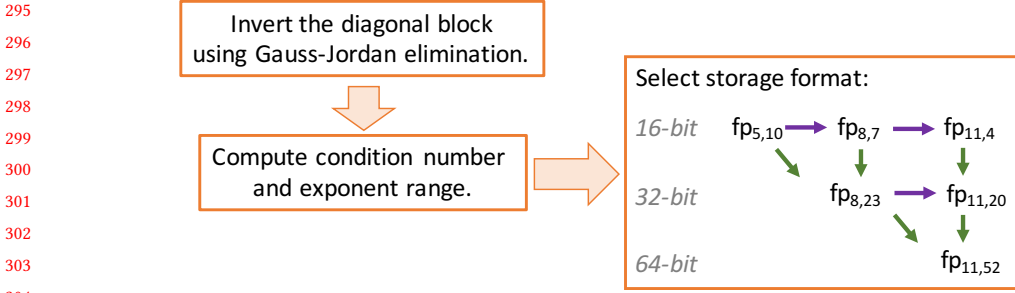 295
296
297
298
299
300
301
302
303
Invert the diagonal block
using Gauss-Jordan elimination.
Compute condition number
and exponent range.
Select storage format:
16-bit fp5,10 fp8,7 fp11,4
32-bit fp8,23 fp11,20
64-bit fp11,52